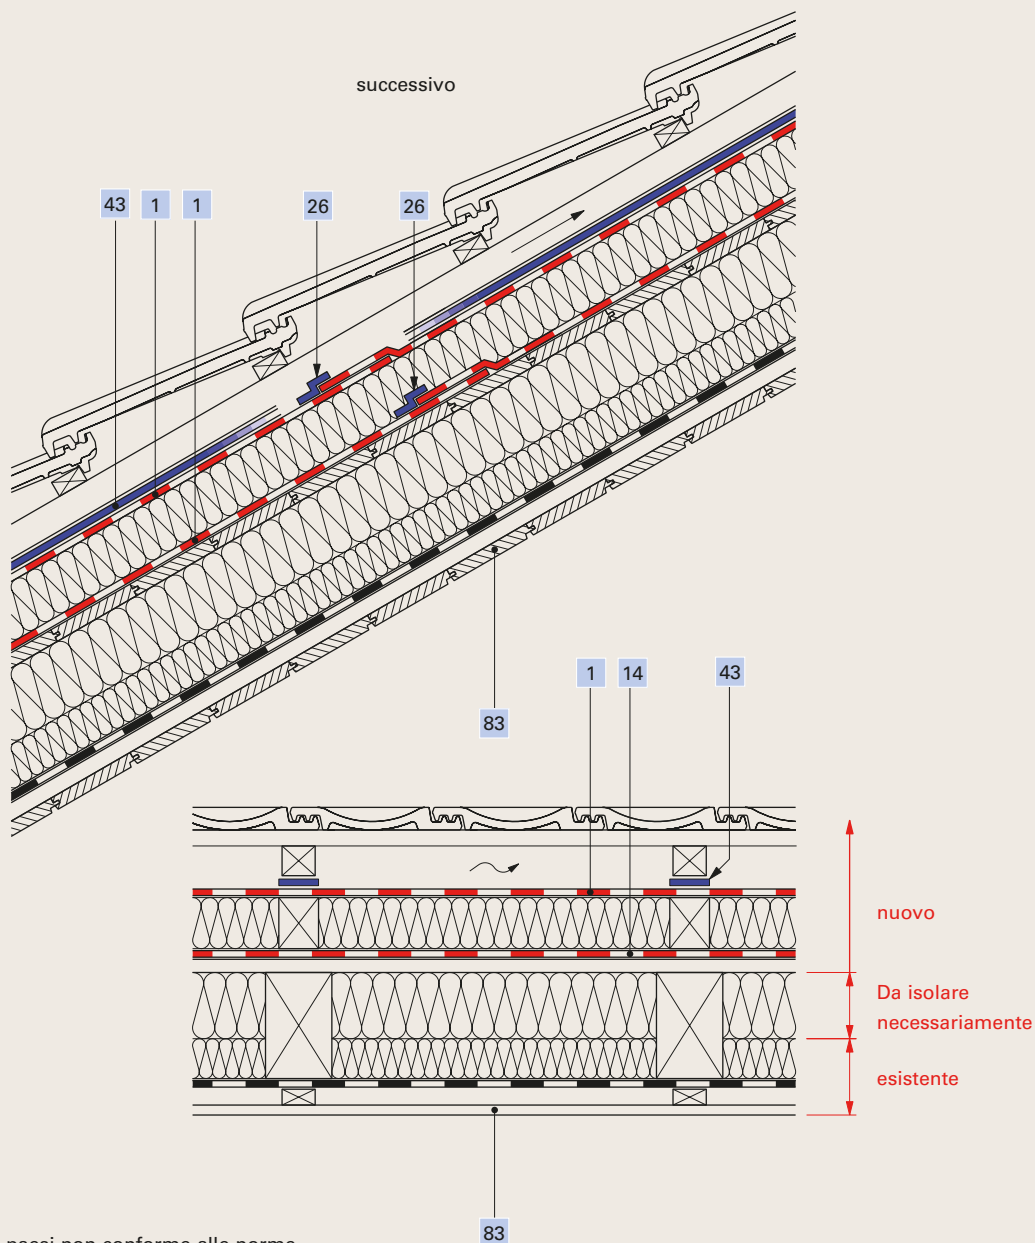 successivo
43 1 1 26 26
1 14 43
83
nuovo
Da isolare
necessariamente
esistente
83